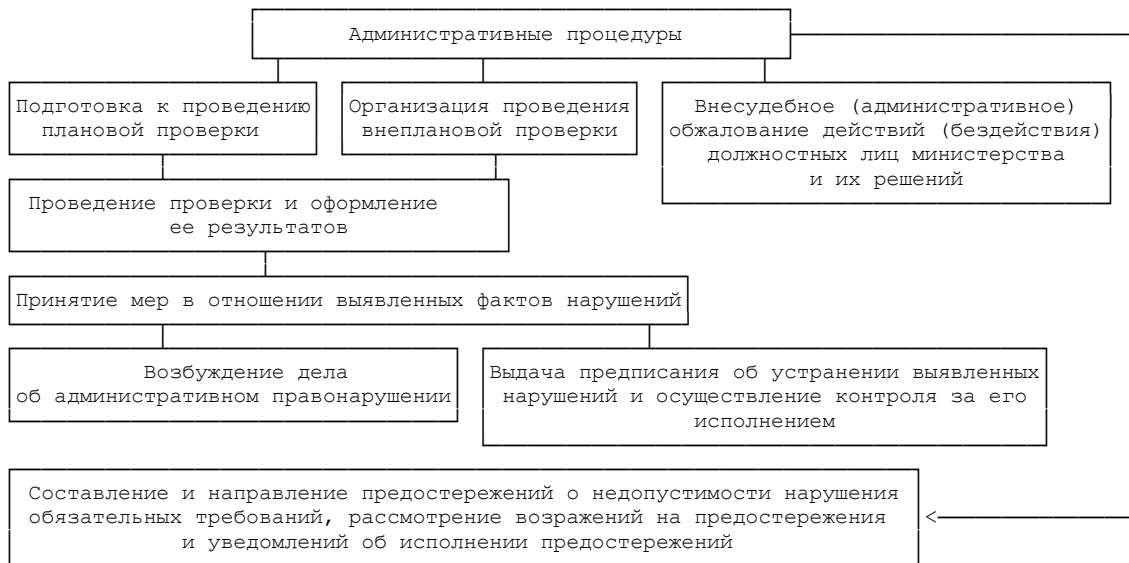 Административные процедуры
Подготовка к проведению
плановой проверки
Организация проведения
внеплановой проверки
Внесудебное (административное)
обжалование действий (бездействия)
должностных лиц министерства
и их решений
Проведение проверки и оформление
ее результатов
Принятие мер в отношении выявленных фактов нарушений
Возбуждение дела
об административном правонарушении
Выдача предписания об устранении выявленных
нарушений и осуществление контроля за его
исполнением
Составление и направление предостережений о недопустимости нарушения
обязательных требований, рассмотрение возражений на предостережения
и уведомлений об исполнении предостережений